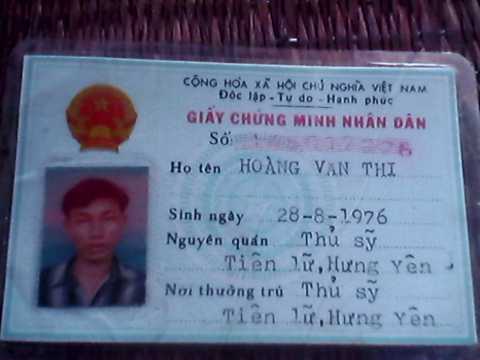 CỘNG HÒA XÃ HỘI CHỦ NGHĨA VIỆT NAM
Độc lập - Tự do - Hạnh phúc
GIẤY CHỨNG MINH NHÂN DÂN
Số
Họ tên HOÀNG VĂN THI
Sinh ngày 28-8-1976
Nguyên quán Thủ sỹ
Tiên lữ, Hưng Yên
Nơi thường trú Thủ sỹ
Tiên lữ, Hưng Yên